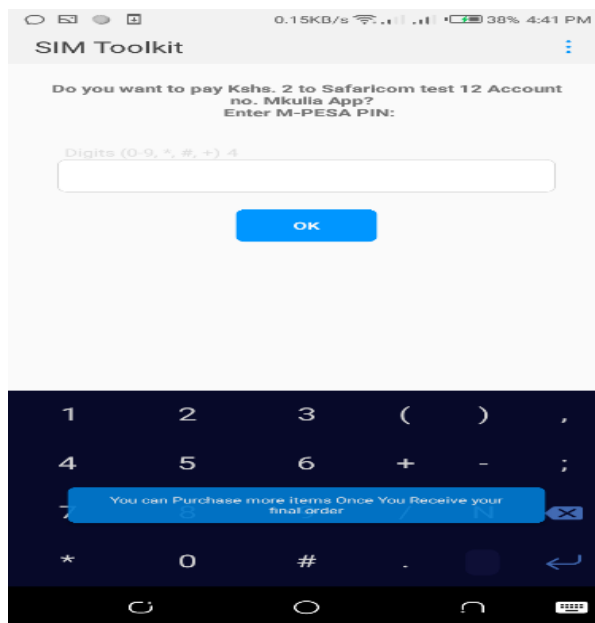 0.15KB/s 38% 4:41 PM
SIM Toolkit
Do you want to pay Kshs. 2 to Safaricom test 12 Account
no. Mkulia App?
Enter M-PESA PIN:
Digits (0-9, *, #, +) 4
OK
1 2 3 ( ) ,
4 5 6 + - ;
You can Purchase more items Once You Receive your
final order
7 8 / N
* 0 # .